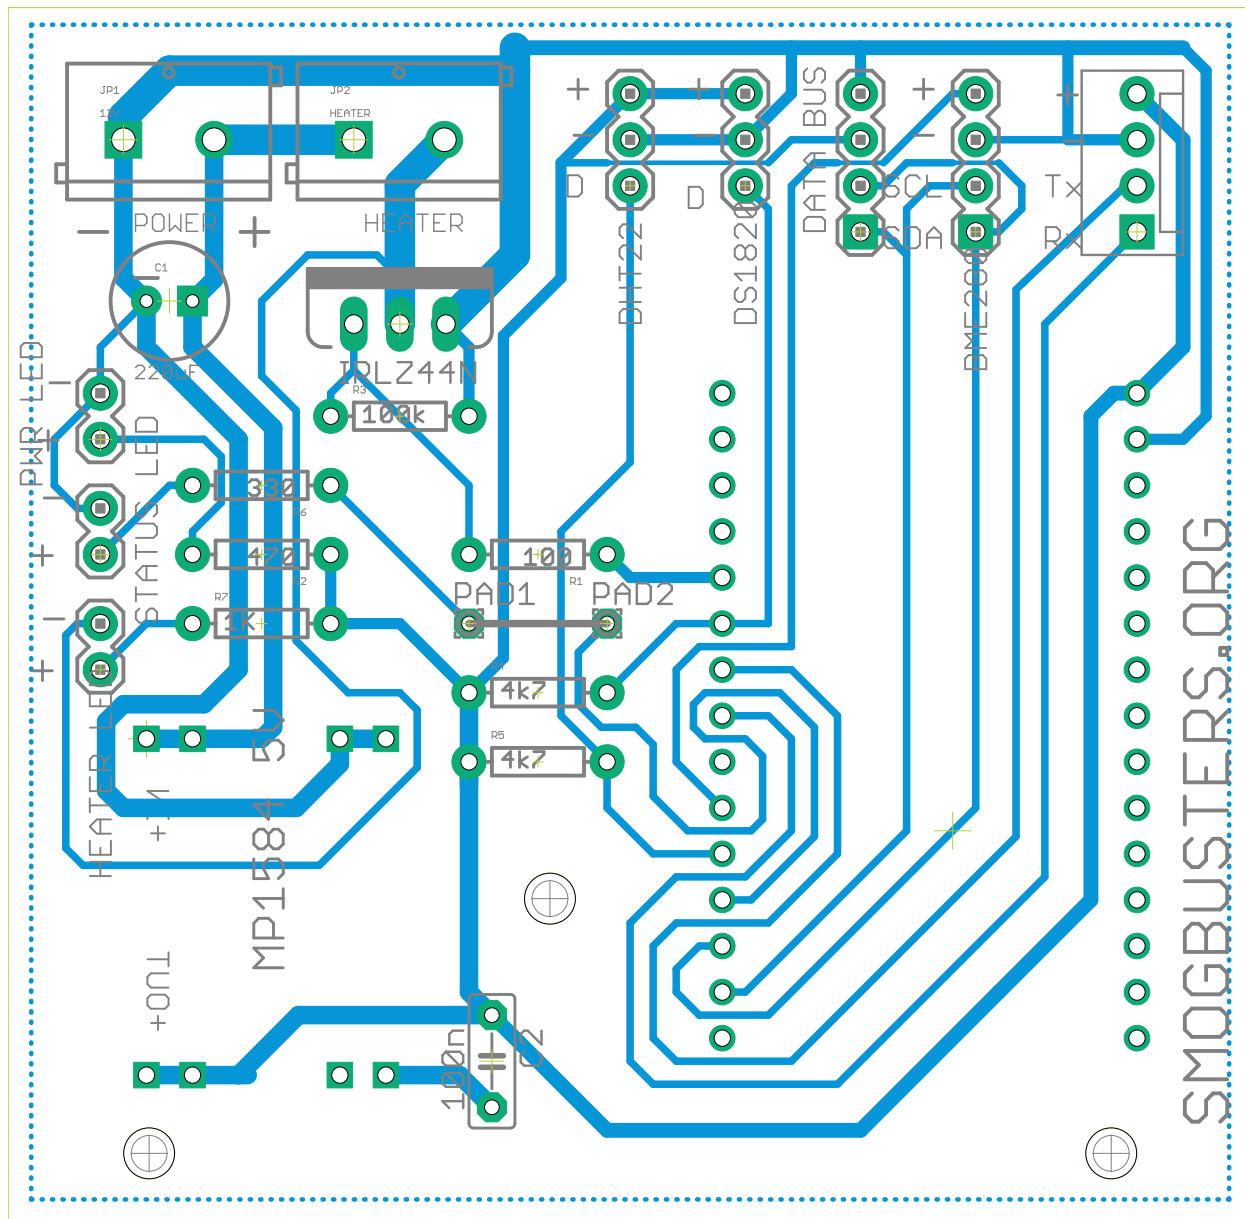 JP1
12V
JP2
HEATER
+
-
+
-
DATA BUS
+
-
+
-
D
D
SCL
SDA
Tx
Rx
- POWER +
HEATER
C1
-
220uF
DHT22
DS1820
BME280
IRLZ44N
R3
100k
PWR LED
-
+
STATUS LED
-
+
330
R6
470
R2
100
R1
PAD1
PAD2
R7
1K
-
+
HEATER LED
4k7
R5
4k7
MP1584 5V
+IN
OUT
+
100n
C2
SMOGBUSTERS.ORG